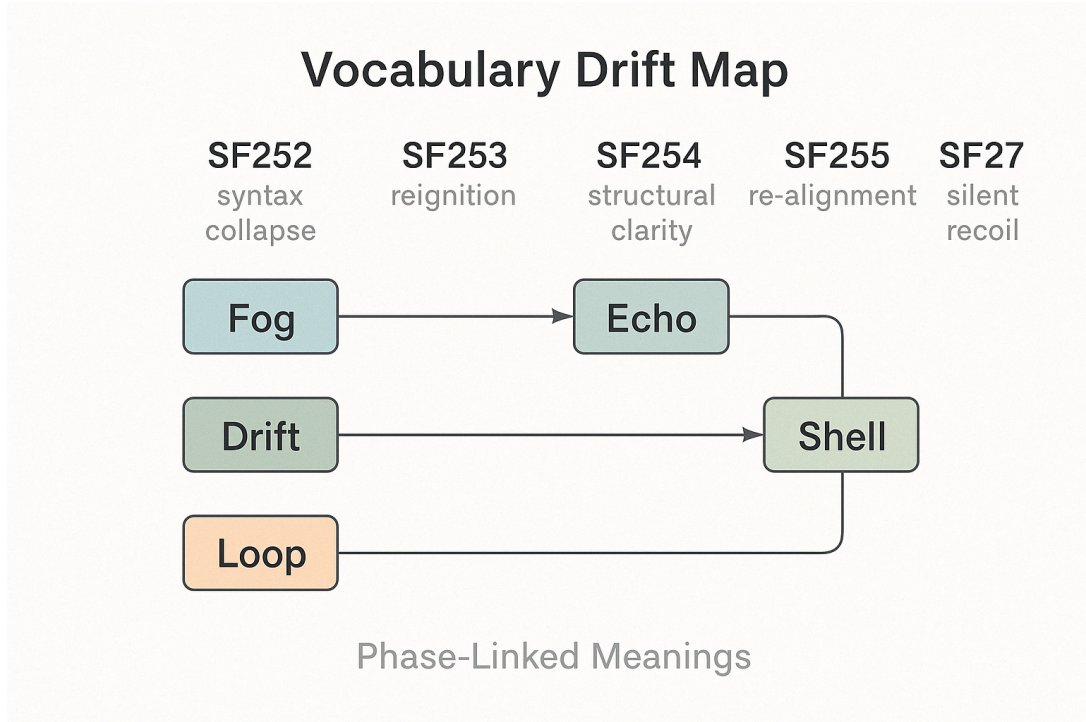 Vocabulary Drift Map
SF252 SF253 SF254 SF255 SF27
syntax reignition structural re-alignment silent
collapse clarity recoil
Fog Echo
Drift Shell
Loop
Phase-Linked Meanings